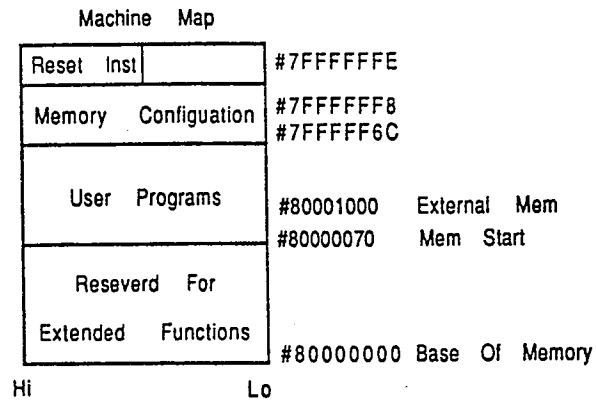 Machine Map
Reset Inst #7FFFFFFE
Memory Configuation #7FFFFFF8
#7FFFFF6C
User Programs
#80001000 External Mem
#80000070 Mem Start
Reseverd For
Extended Functions
#80000000 Base Of Memory
Hi Lo